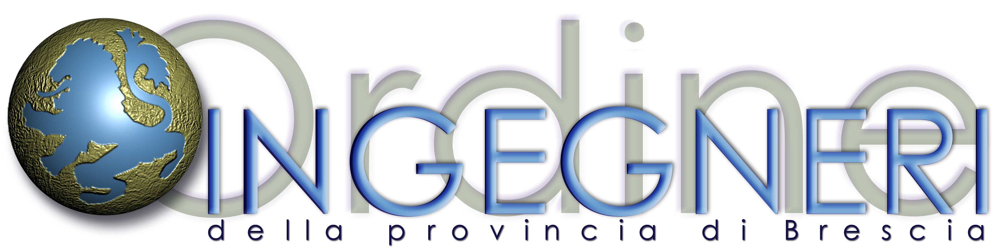 Ordine
INGEGNERI
della provincia di Brescia